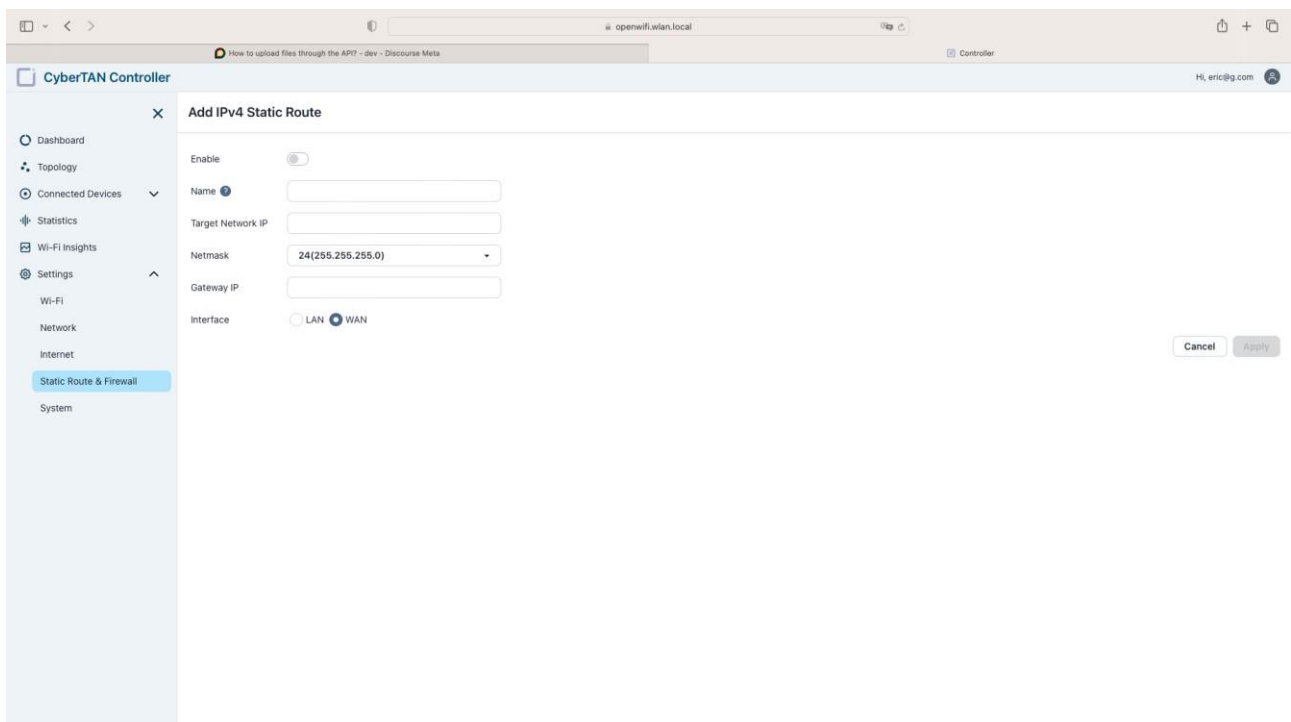 openwifi.wlan.local
How to upload files through the API? - dev - Discourse Meta
Controller
CyberTAN Controller
Hi, eric@g.com
Add IPv4 Static Route
Dashboard
Topology
Connected Devices
Statistics
Wi-Fi Insights
Settings
Wi-Fi
Network
Internet
Static Route & Firewall
System
Enable
Name ?
Target Network IP
Netmask 24(255.255.255.0)
Gateway IP
Interface LAN WAN
Cancel Apply